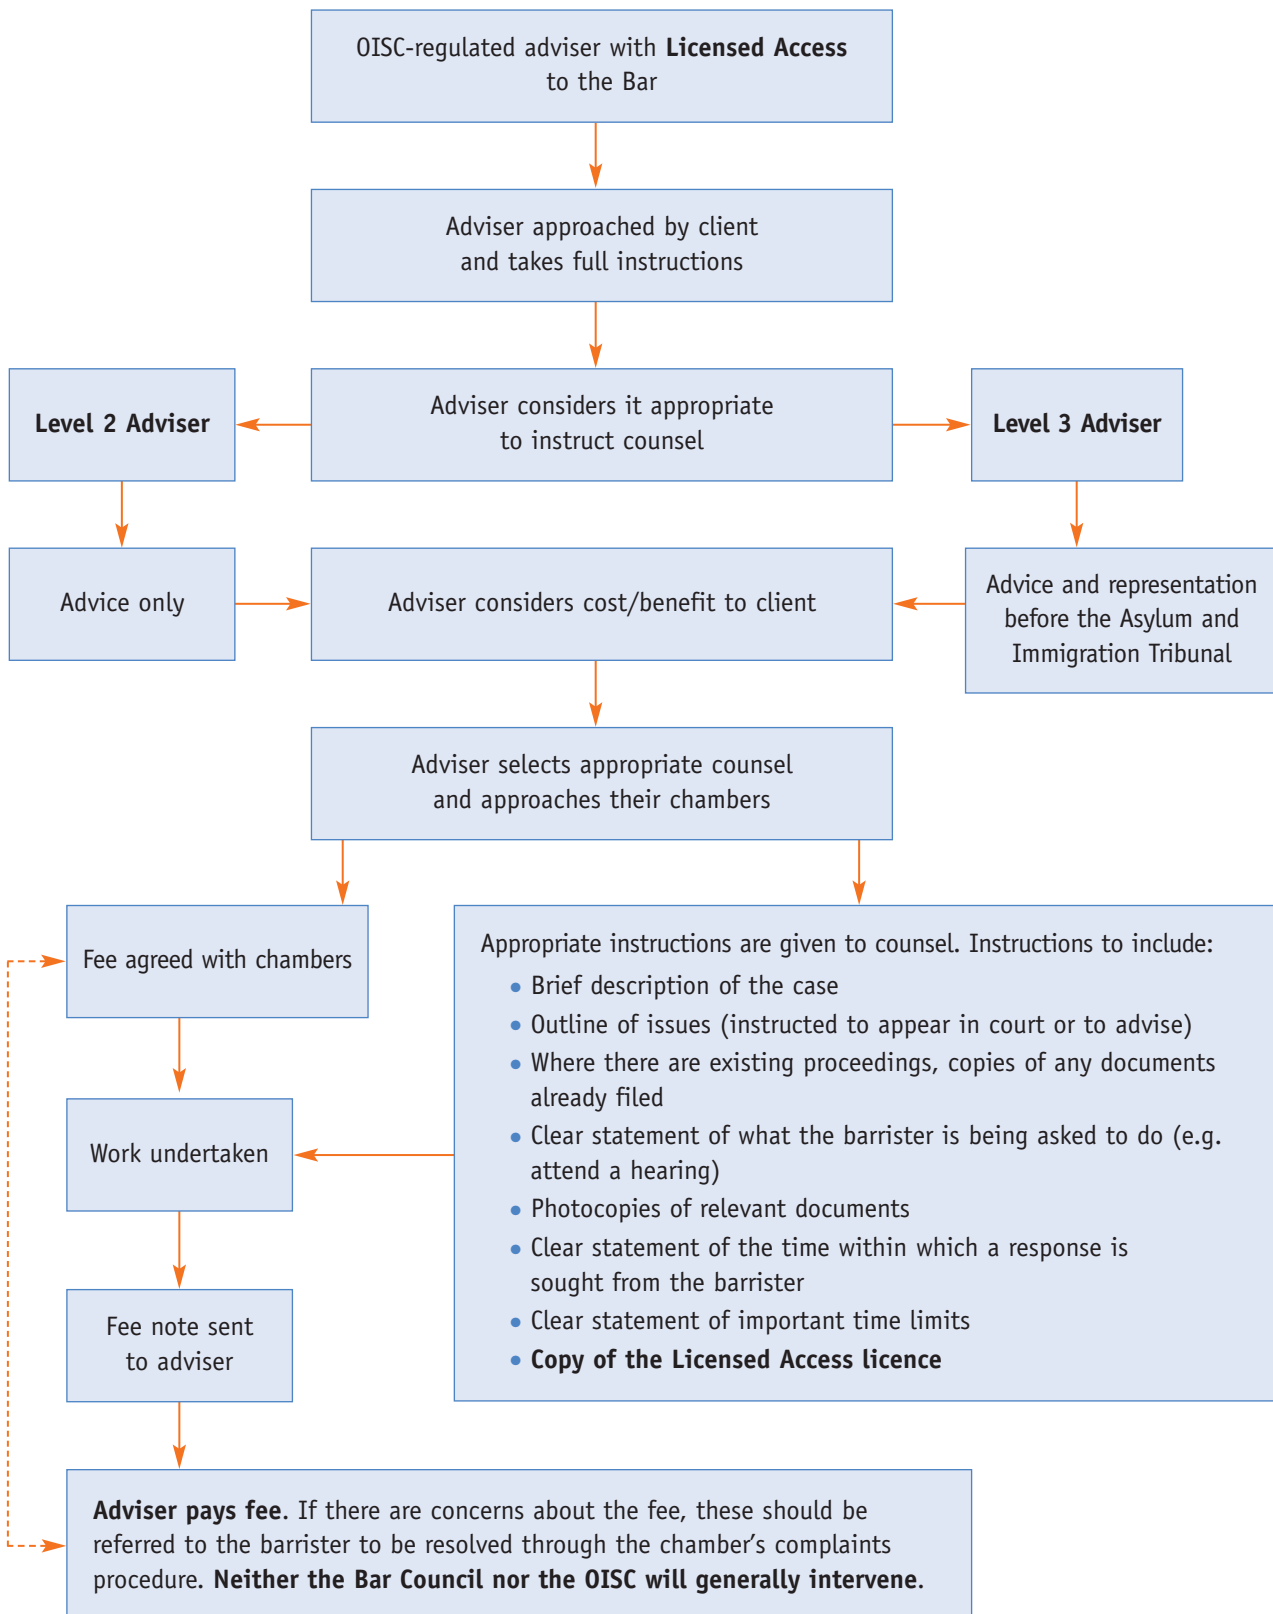 OISC-regulated adviser with Licensed Access
to the Bar
Adviser approached by client
and takes full instructions
Level 2 Adviser
Adviser considers it appropriate
to instruct counsel
Level 3 Adviser
Advice only
Adviser considers cost/benefit to client
Advice and representation
before the Asylum and
Immigration Tribunal
Adviser selects appropriate counsel
and approaches their chambers
Fee agreed with chambers
Appropriate instructions are given to counsel. Instructions to include:
• Brief description of the case
• Outline of issues (instructed to appear in court or to advise)
• Where there are existing proceedings, copies of any documents
already filed
• Clear statement of what the barrister is being asked to do (e.g.
attend a hearing)
• Photocopies of relevant documents
• Clear statement of the time within which a response is
sought from the barrister
• Clear statement of important time limits
• Copy of the Licensed Access licence
Work undertaken
Fee note sent
to adviser
Adviser pays fee. If there are concerns about the fee, these should be
referred to the barrister to be resolved through the chamber’s complaints
procedure. Neither the Bar Council nor the OISC will generally intervene.